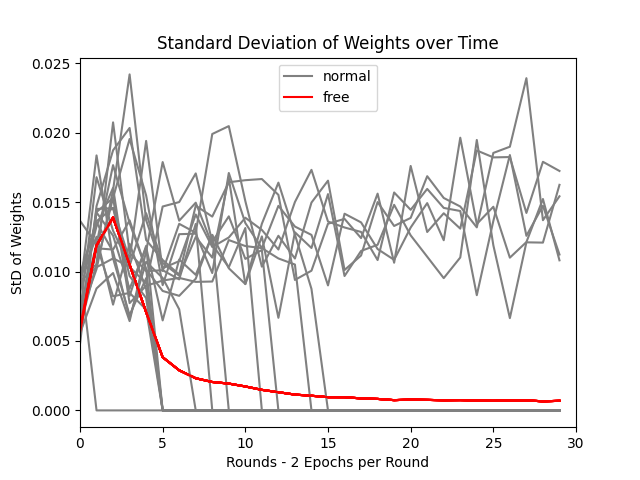 Standard Deviation of Weights over Time
normal
free
StD of Weights
0.025
0.020
0.015
0.010
0.005
0.000
0 5 10 15 20 25 30
Rounds - 2 Epochs per Round